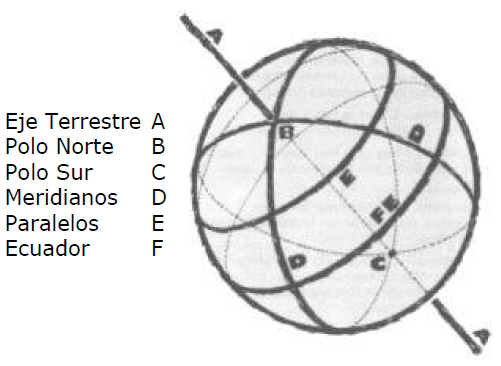 Eje Terrestre A
Polo Norte B
Polo Sur C
Meridianos D
Paralelos E
Ecuador F
A
B
D
E
FE
D
C
A